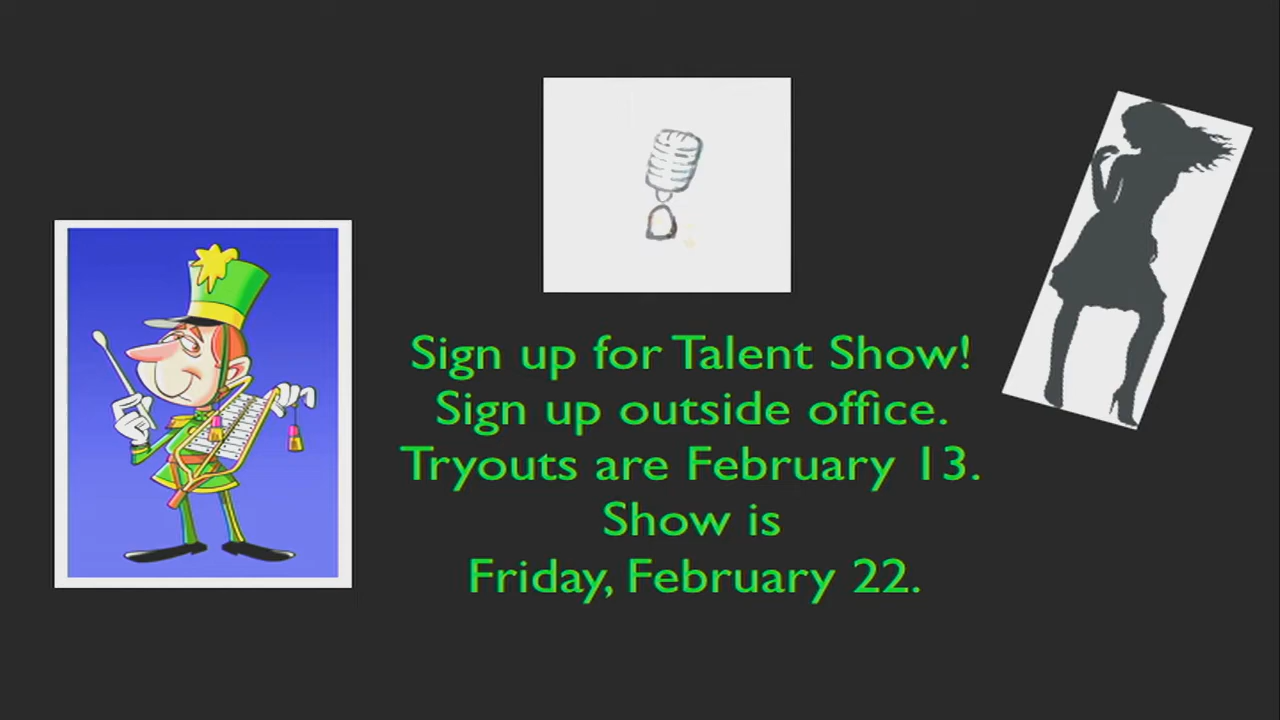 Sign up for Talent Show!
Sign up outside office.
Tryouts are February 13.
Show is
Friday, February 22.